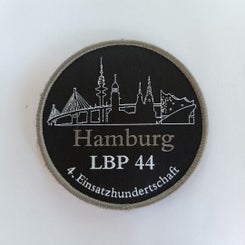 Hamburg
LBP 44
4. Einsatzhundertschaft